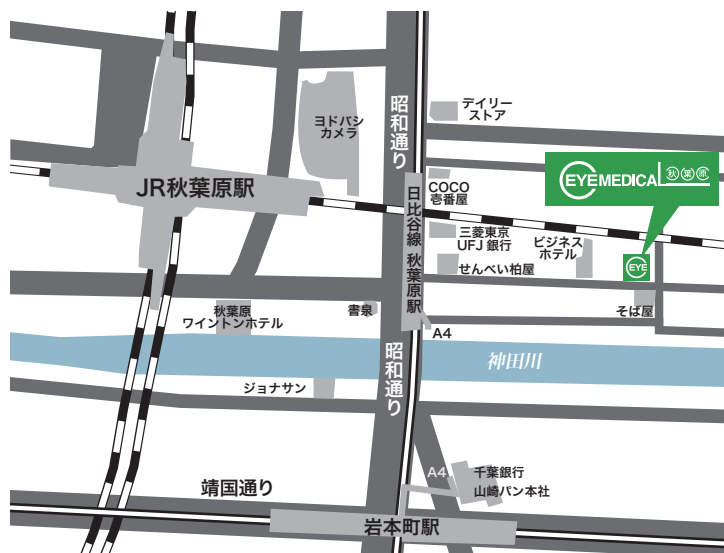 昭和通り
デイリー
ストア
ヨドバシ
カメラ
EYEMEDICAL 秋葉原
JR秋葉原駅
COCO
壱番屋
日比谷線 秋葉原駅
三菱東京
UFJ 銀行
ビジネス
ホテル
せんべい柏屋
EYE
秋葉原
ワイントンホテル
書泉
そば屋
A4
昭和通り
神田川
ジョナサン
A4
千葉銀行
山崎パン本社
靖国通り
岩本町駅